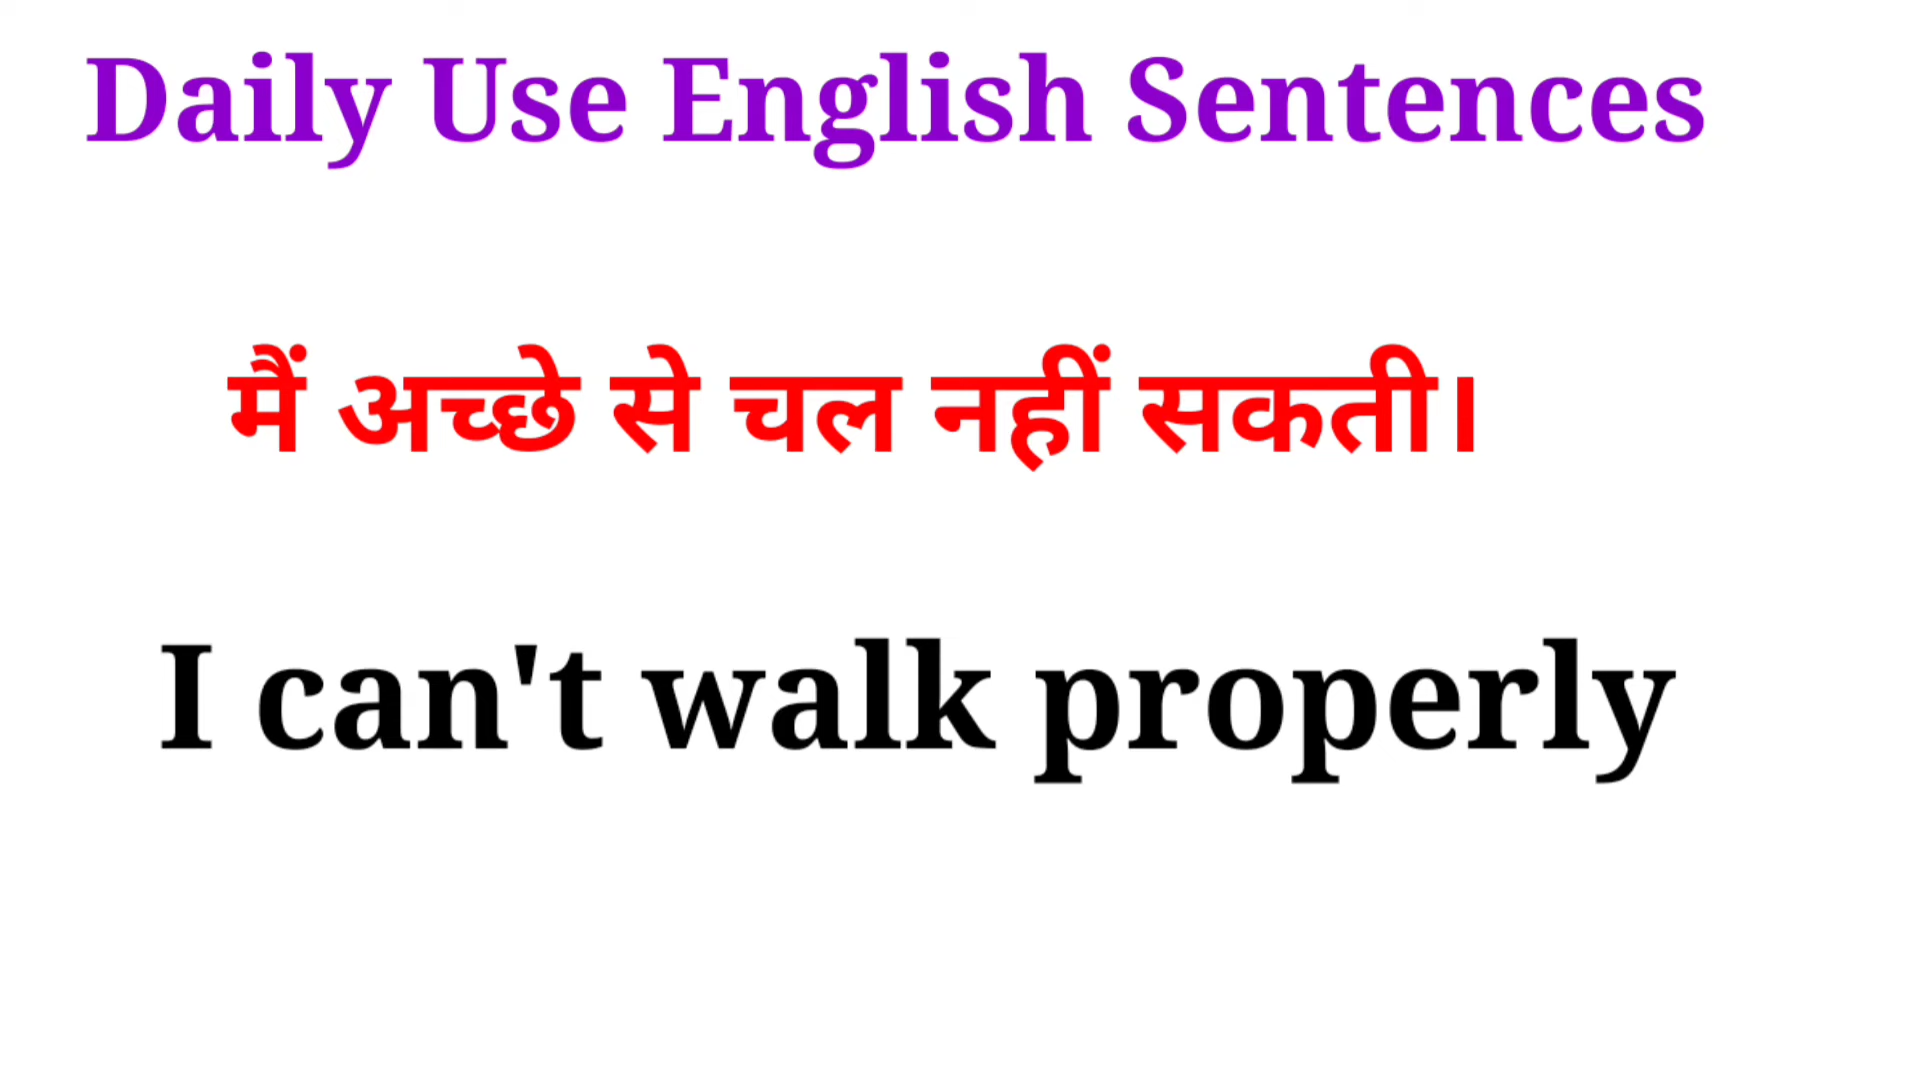 Daily Use English Sentences
मैं अच्छे से चल नहीं सकती।
I can't walk properly